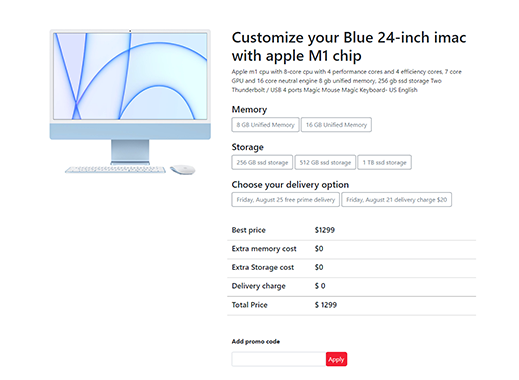 Customize your Blue 24-inch imac
with apple M1 chip
Apple m1 cpu with 8-core cpu with 4 performance cores and 4 efficiency cores, 7 core
GPU and 16 core neutral engine 8 gb unified memory, 256 gb ssd storage Two
Thunderbolt / USB 4 ports Magic Mouse Magic Keyboard- US English
Memory
8 GB Unified Memory 16 GB Unified Memory
Storage
256 GB ssd storage 512 GB ssd storage 1 TB ssd storage
Choose your delivery option
Friday, August 25 free prime delivery Friday, August 21 delivery charge $20
Best price $1299
Extra memory cost $0
Extra Storage cost $0
Delivery charge $ 0
Total Price $ 1299
Add promo code
Apply